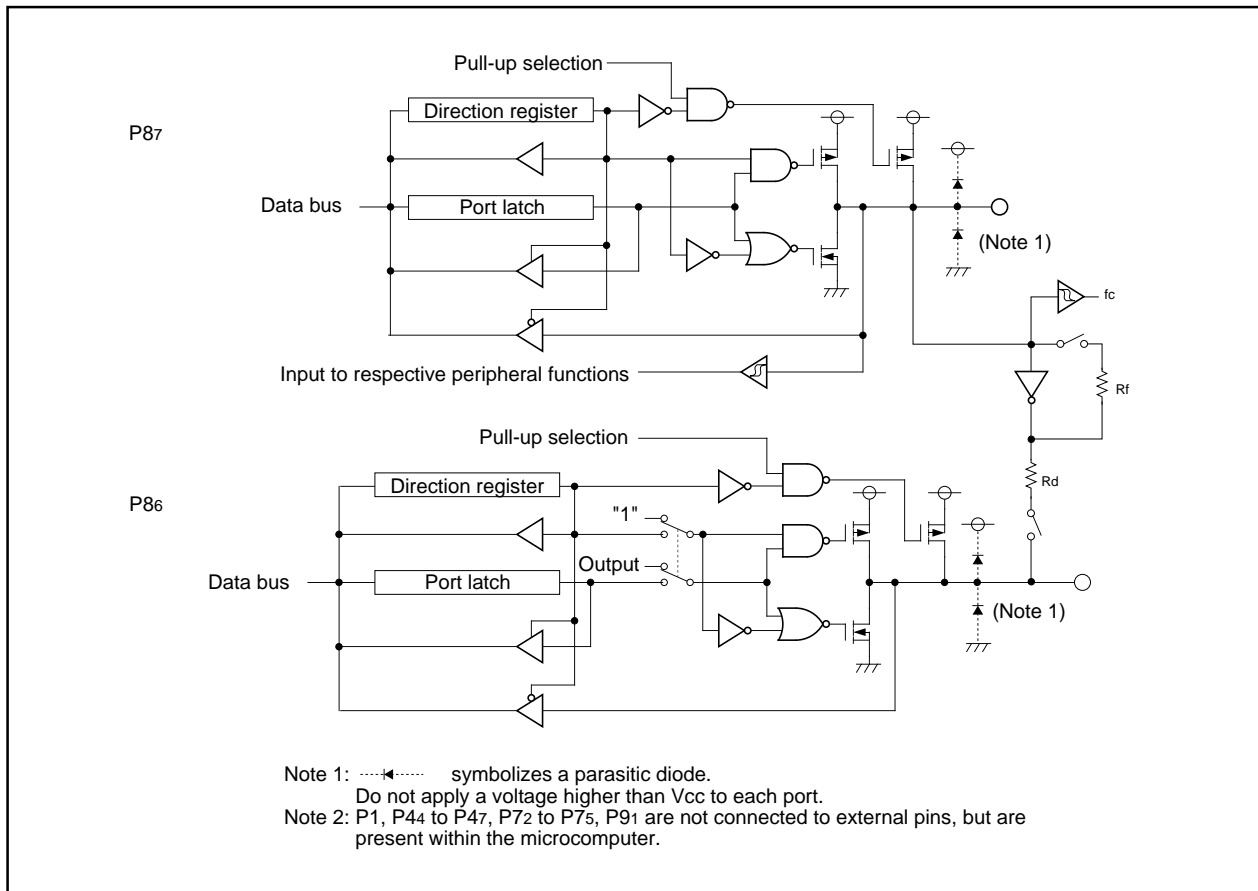 Pull-up selection
Direction register
P87
Data bus
Port latch
(Note 1)
fc
Input to respective peripheral functions
Rf
Pull-up selection
Rd
Direction register
P86
"1"
Output
Data bus
Port latch
(Note 1)
Note 1: symbolizes a parasitic diode.
Do not apply a voltage higher than Vcc to each port.
Note 2: P1, P44 to P47, P72 to P75, P91 are not connected to external pins, but are
present within the microcomputer.